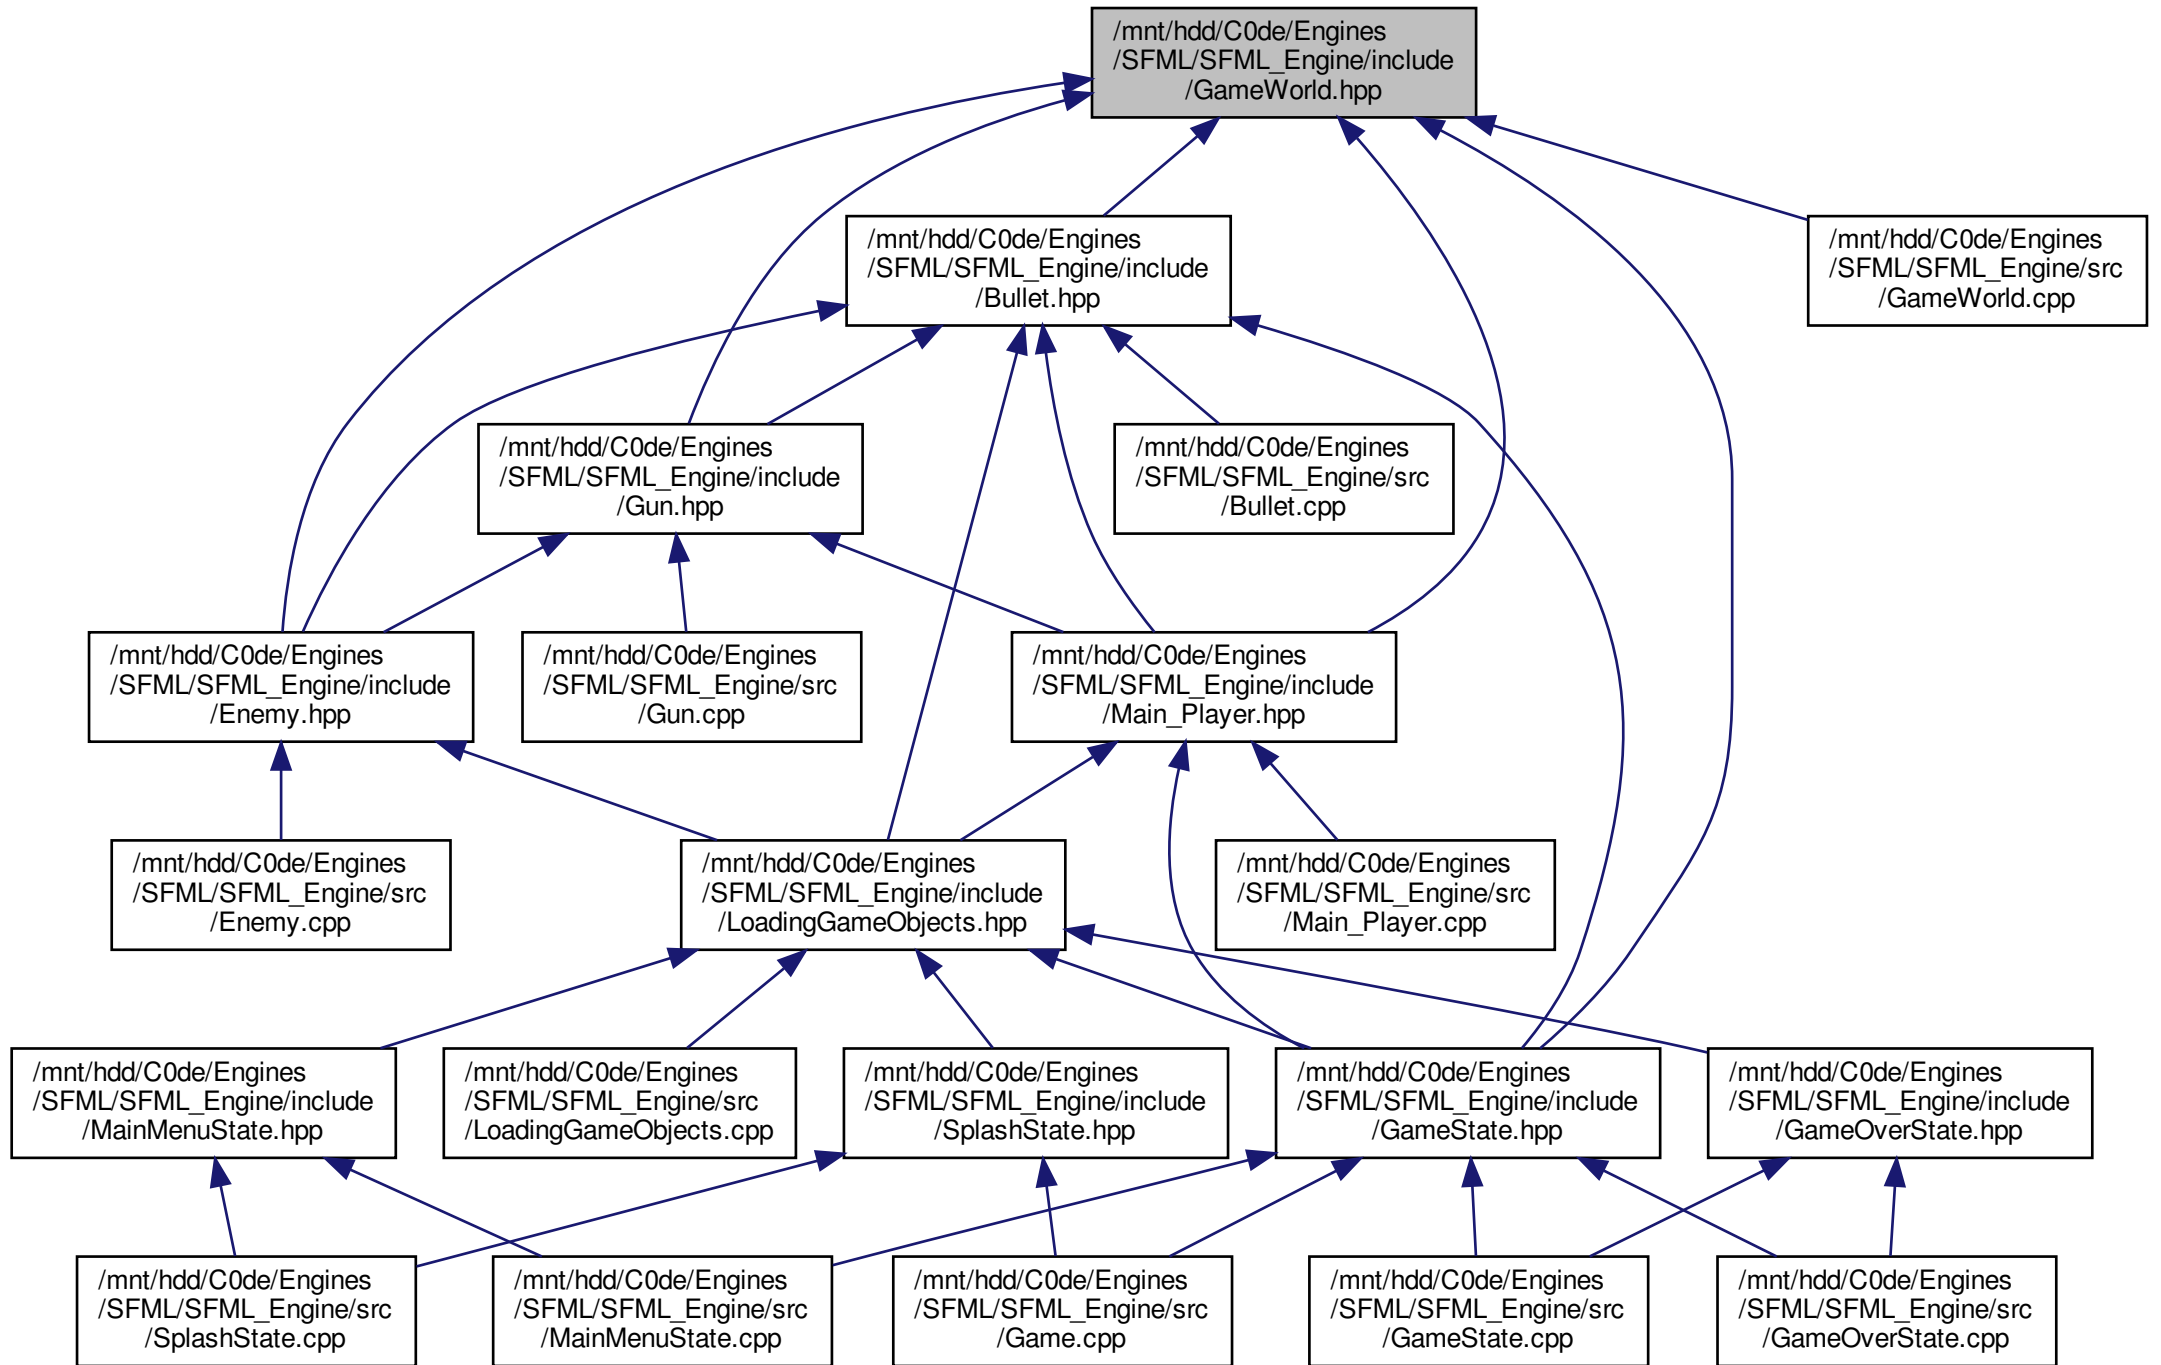 /mnt/hdd/C0de/Engines
/SFML/SFML_Engine/include
/GameWorld.hpp
/mnt/hdd/C0de/Engines
/SFML/SFML_Engine/include
/Bullet.hpp
/mnt/hdd/C0de/Engines
/SFML/SFML_Engine/src
/GameWorld.cpp
/mnt/hdd/C0de/Engines
/SFML/SFML_Engine/include
/Gun.hpp
/mnt/hdd/C0de/Engines
/SFML/SFML_Engine/src
/Bullet.cpp
/mnt/hdd/C0de/Engines
/SFML/SFML_Engine/include
/Enemy.hpp
/mnt/hdd/C0de/Engines
/SFML/SFML_Engine/src
/Gun.cpp
/mnt/hdd/C0de/Engines
/SFML/SFML_Engine/include
/Main_Player.hpp
/mnt/hdd/C0de/Engines
/SFML/SFML_Engine/src
/Enemy.cpp
/mnt/hdd/C0de/Engines
/SFML/SFML_Engine/include
/LoadingGameObjects.hpp
/mnt/hdd/C0de/Engines
/SFML/SFML_Engine/src
/Main_Player.cpp
/mnt/hdd/C0de/Engines
/SFML/SFML_Engine/include
/MainMenuState.hpp
/mnt/hdd/C0de/Engines
/SFML/SFML_Engine/src
/LoadingGameObjects.cpp
/mnt/hdd/C0de/Engines
/SFML/SFML_Engine/include
/SplashState.hpp
/mnt/hdd/C0de/Engines
/SFML/SFML_Engine/include
/GameState.hpp
/mnt/hdd/C0de/Engines
/SFML/SFML_Engine/include
/GameOverState.hpp
/mnt/hdd/C0de/Engines
/SFML/SFML_Engine/src
/SplashState.cpp
/mnt/hdd/C0de/Engines
/SFML/SFML_Engine/src
/MainMenuState.cpp
/mnt/hdd/C0de/Engines
/SFML/SFML_Engine/src
/Game.cpp
/mnt/hdd/C0de/Engines
/SFML/SFML_Engine/src
/GameState.cpp
/mnt/hdd/C0de/Engines
/SFML/SFML_Engine/src
/GameOverState.cpp